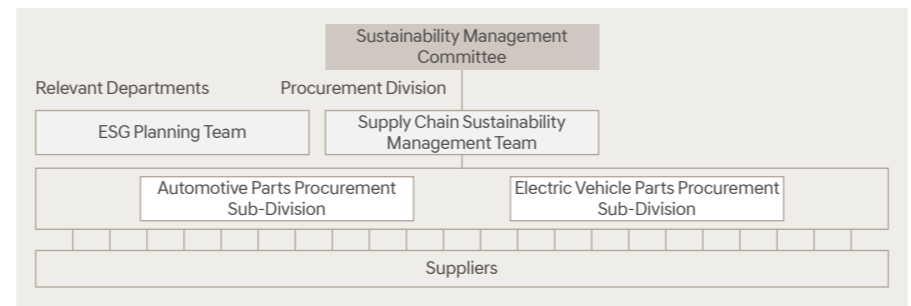 Sustainability Management
Committee
Relevant Departments
Procurement Division
ESG Planning Team
Supply Chain Sustainability
Management Team
Automotive Parts Procurement
Sub-Division
Electric Vehicle Parts Procurement
Sub-Division
Suppliers